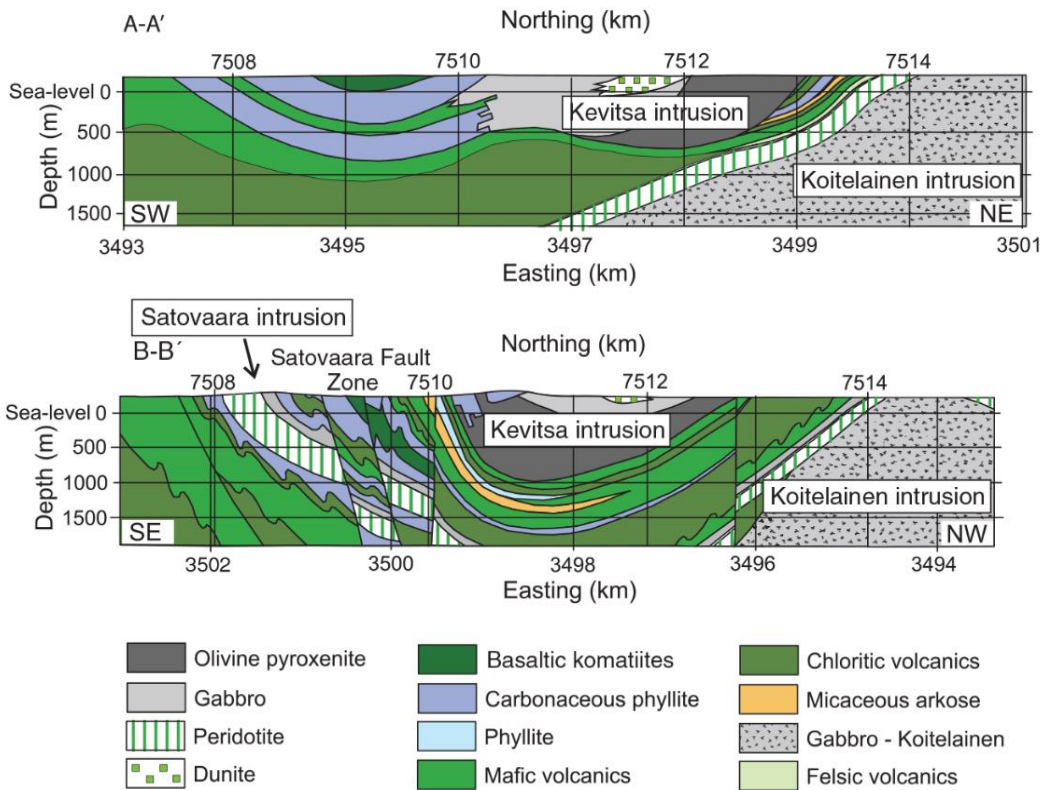 A-A'
Northing (km)
7508 7510 7512 7514
Sea-level 0
500
1000
1500
Depth (m)
Kevitsa intrusion
Koitelainen intrusion
SW
NE
3493 3495 3497 3499 3501
Easting (km)
Satovaara intrusion
B-B´
Satovaara Fault
Zone
Northing (km)
7508 7510 7512 7514
Sea-level 0
500
1000
1500
Depth (m)
Kevitsa intrusion
Koitelainen intrusion
SE
NW
3502 3500 3498 3496 3494
Easting (km)
Olivine pyroxenite
Gabbro
Peridotite
Dunite
Basaltic komatiites
Carbonaceous phyllite
Phyllite
Mafic volcanics
Chloritic volcanics
Micaceous arkose
Gabbro - Koitelainen
Felsic volcanics